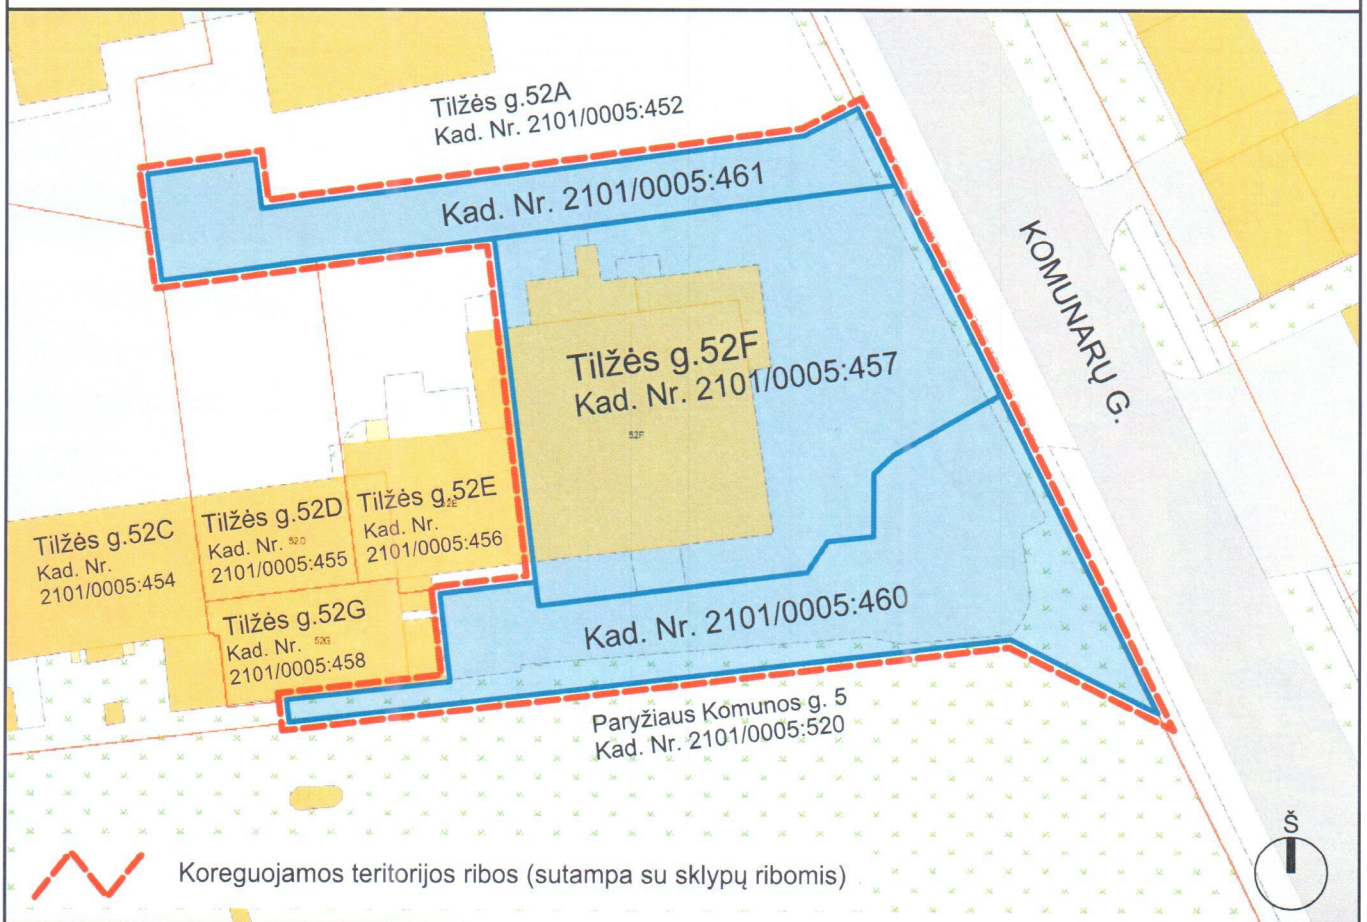 Tilžės g.52A
Kad. Nr. 2101/0005:452
Kad. Nr. 2101/0005:461
KOMUNARŲ G.
Tilžės g.52F
Kad. Nr. 2101/0005:457
52F
Tilžės g.52C
Kad. Nr.
2101/0005:454
Tilžės g.52D
Kad. Nr. 52D
2101/0005:455
Tilžės g.52E
52E
Kad. Nr.
2101/0005:456
Tilžės g.52G
Kad. Nr. 52G
2101/0005:458
Kad. Nr. 2101/0005:460
Paryžiaus Komunos g. 5
Kad. Nr. 2101/0005:520
Š
Koreguojamos teritorijos ribos (sutampa su sklypų ribomis)